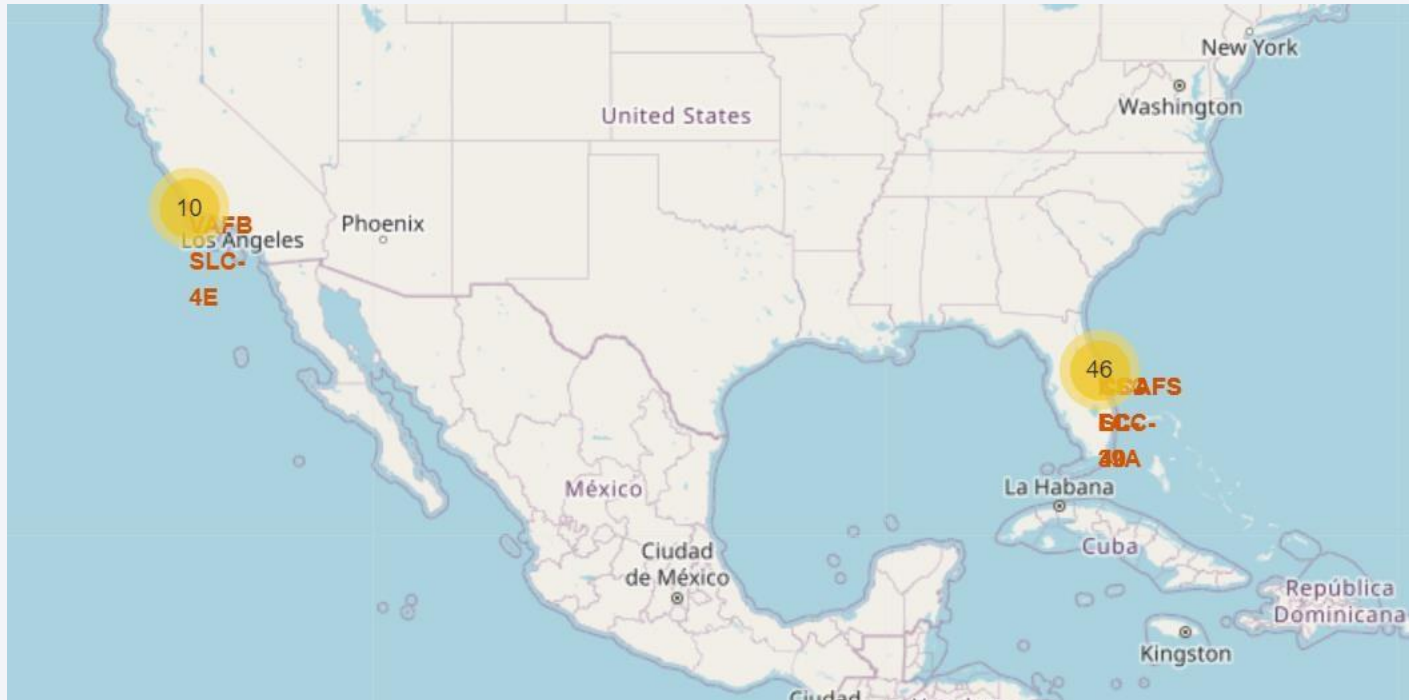 New York
Washington
United States
10
VAFB
SLC-
4E
Los Angeles
Phoenix
46
La Habana
México
Cuba
Ciudad
de México
República
Dominicana
Kingston
Ciudad